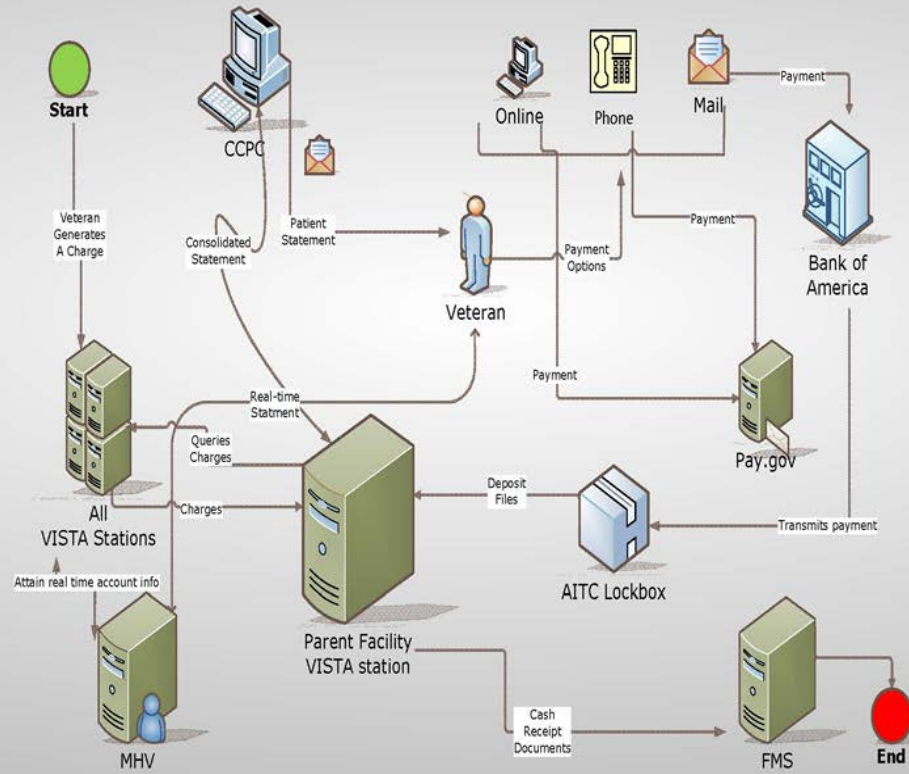 Start
CCPC
Online
Phone
Mail
Payment
Veteran
Generates
A Charge
Consolidated
Statement
Patient
Statement
Veteran
Payment
Options
Payment
Bank of
America
Real-time
Statment
Payment
Queries
Charges
Pay.gov
All
VISTA Stations
Charges
Deposit
Files
Transmits payment
AITC Lockbox
Attain real time account info
Parent Facility
VISTA station
MHV
Cash
Receipt
Documents
FMS
End